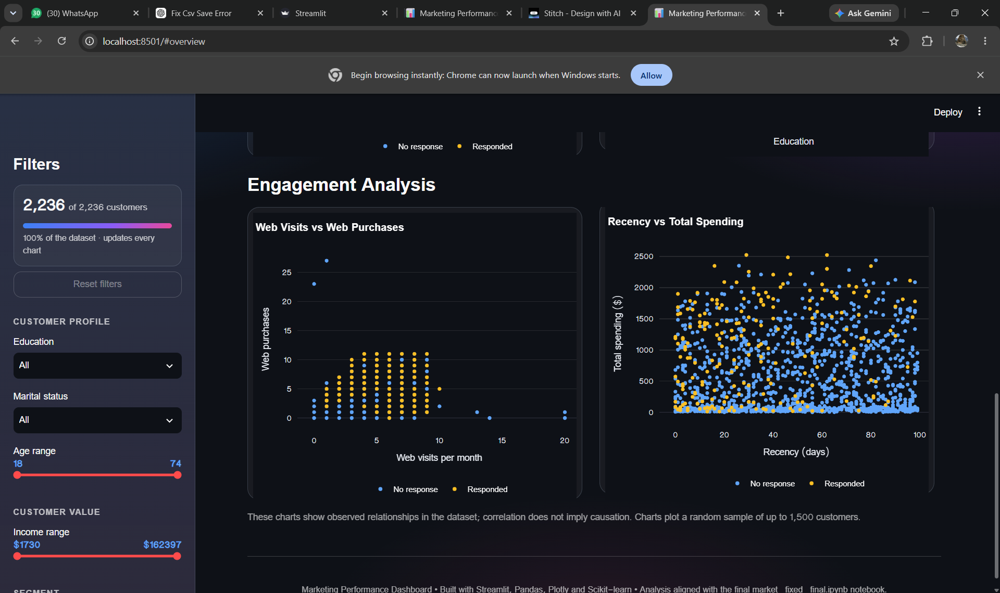 30
(30) WhatsApp
Fix Csv Save Error
Streamlit
Marketing Performanc
Stitch - Design with AI
Marketing Performanc
Ask Gemini
localhost:8501/#overview
Begin browsing instantly: Chrome can now launch when Windows starts.
Allow
Deploy
Filters
2,236 of 2,236 customers
100% of the dataset · updates every
chart
Reset filters
CUSTOMER PROFILE
Education
All
Marital status
All
Age range
18 74
CUSTOMER VALUE
Income range
$1730 $162397
SEGMENT
No response Responded
Education
Engagement Analysis
Web Visits vs Web Purchases
25
20
15
10
5
0
Web purchases
0 5 10 15 20
Web visits per month
No response Responded
Recency vs Total Spending
2500
2000
1500
1000
500
0
Total spending ($)
0 20 40 60 80 100
Recency (days)
No response Responded
These charts show observed relationships in the dataset; correlation does not imply causation. Charts plot a random sample of up to 1,500 customers.
Marketing Performance Dashboard • Built with Streamlit, Pandas, Plotly and Scikit-learn • Analysis aligned with the final market_fixed_final.ipynb notebook.